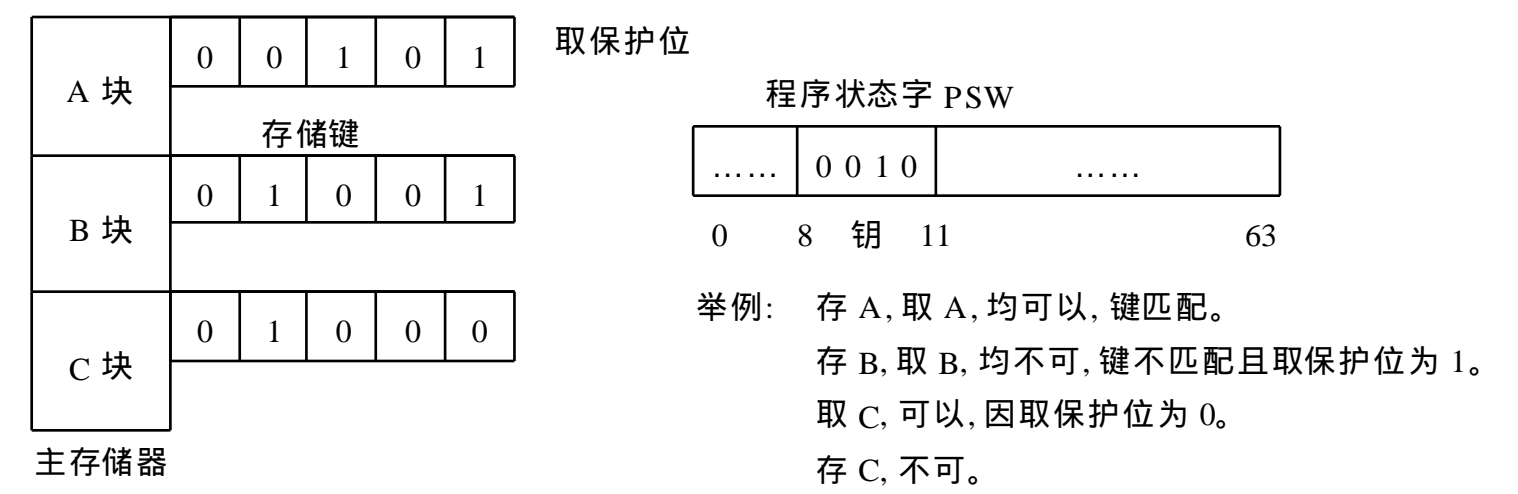 0 0 1 0 1
取保护位
A 块
程序状态字 PSW
存储键
…… 0 0 1 0 ……
0 1 0 0 1
B 块
0 8 钥 11 63
举例: 存 A, 取 A, 均可以, 键匹配。
0 1 0 0 0
C 块
存 B, 取 B, 均不可, 键不匹配且取保护位为 1。
取 C, 可以, 因取保护位为 0。
主存储器
存 C, 不可。